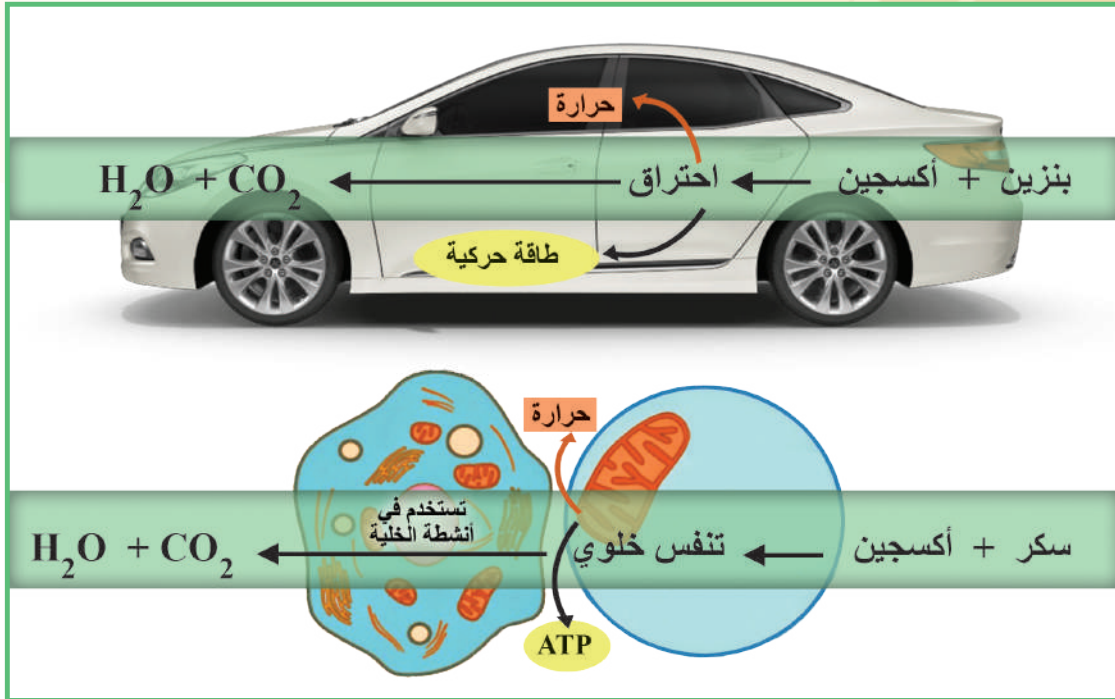 حرارة
بنزين + أكسجين ← احتراق ← H₂O + CO₂
طاقة حركية
حرارة
تستخدم في
أنشطة الخلية
سكر + أكسجين ← تنفس خلوي ← H₂O + CO₂
ATP